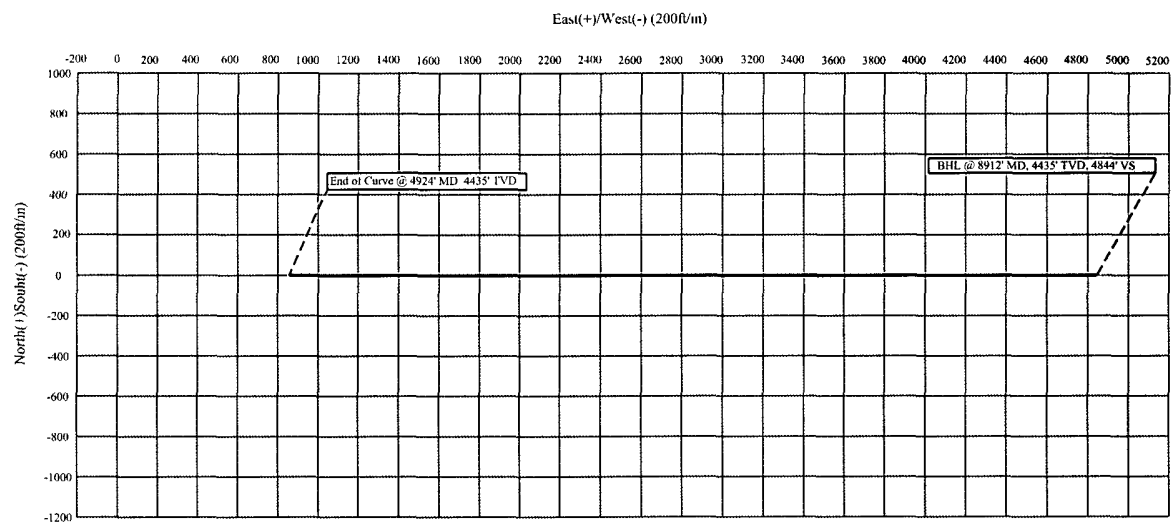 East(+)/West(-) (200ft/in)
-200 0 200 400 600 800 1000 1200 1400 1600 1800 2000 2200 2400 2600 2800 3000 3200 3400 3600 3800 4000 4200 4400 4600 4800 5000 5200
1000
800
BHL @ 8912' MD, 4435' TVD, 4844' VS
600
End of Curve @ 4924' MD 4435' TVD
400
200
0
-200
-400
-600
-800
-1000
-1200
North(+)Souht(-) (200ft/in)